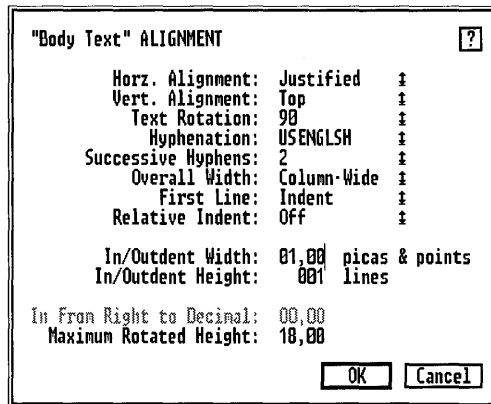 "Body Text" ALIGNMENT ?
Horz. Alignment: Justified ↕
Vert. Alignment: Top ↕
Text Rotation: 90 ↕
Hyphenation: USENGLSH ↕
Successive Hyphens: 2 ↕
Overall Width: Column-Wide ↕
First Line: Indent ↕
Relative Indent: Off ↕
In/Outdent Width: 01,00 picas & points
In/Outdent Height: 001 lines
In From Right to Decimal: 00,00
Maximum Rotated Height: 18,00
OK Cancel